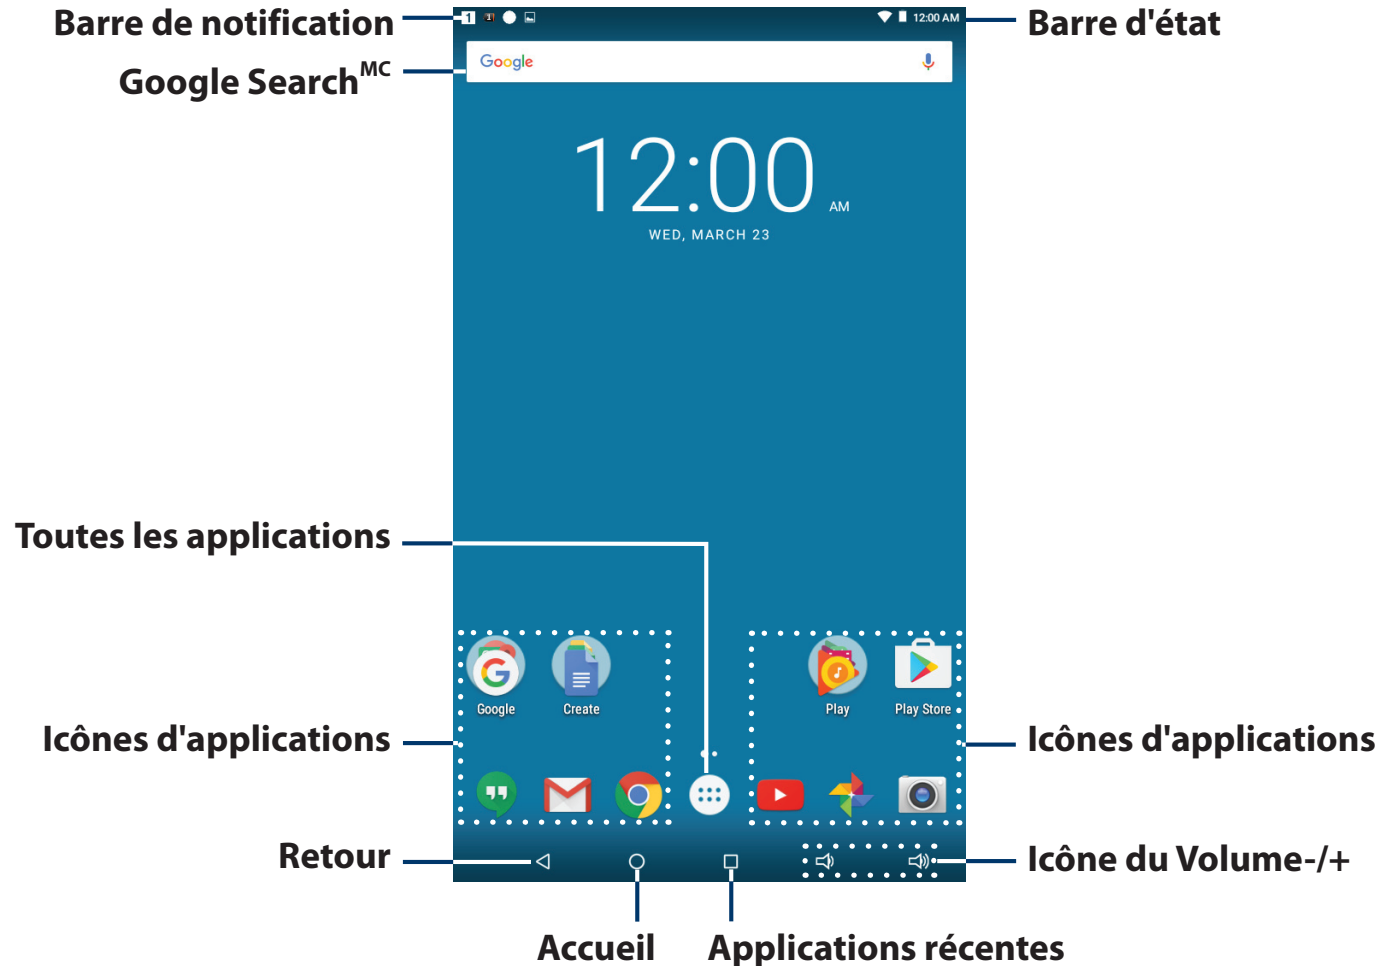 Barre de notification
1 12:00 AM
Barre d'état
Google Search^MC
Google
12:00 AM
WED, MARCH 23
Toutes les applications
Google Create Play Play Store
Icônes d'applications
Icônes d'applications
Retour
Icône du Volume-/+
Accueil
Applications récentes